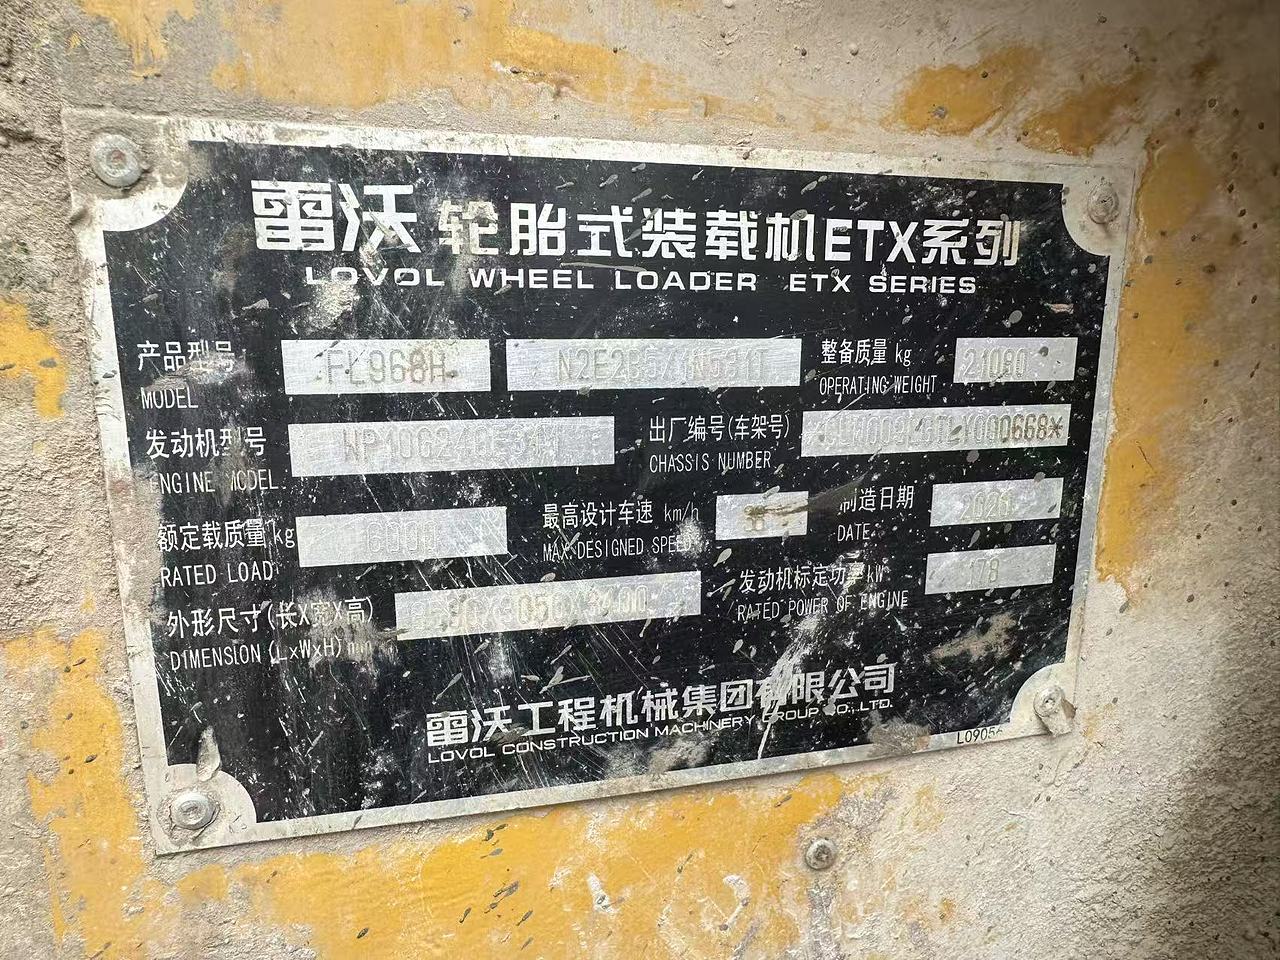 雷沃 轮胎式装载机ETX系列
LOVOL WHEEL LOADER ETX SERIES
产品型号 FL968H 整备质量 kg 21080
MODEL OPERATING WEIGHT
发动机型号 出厂编号(车架号)
ENGINE MODEL CHASSIS NUMBER
额定载质量 kg 最高设计车速 km/h 制造日期
RATED LOAD MAX.DESIGNED SPEED DATE
外形尺寸(长X宽X高) 发动机标定功率kW 178
DIMENSION(LxWxH)mm RATED POWER OF ENGINE
雷沃工程机械集团有限公司
LOVOL CONSTRUCTION MACHINERY GROUP CO.,LTD.